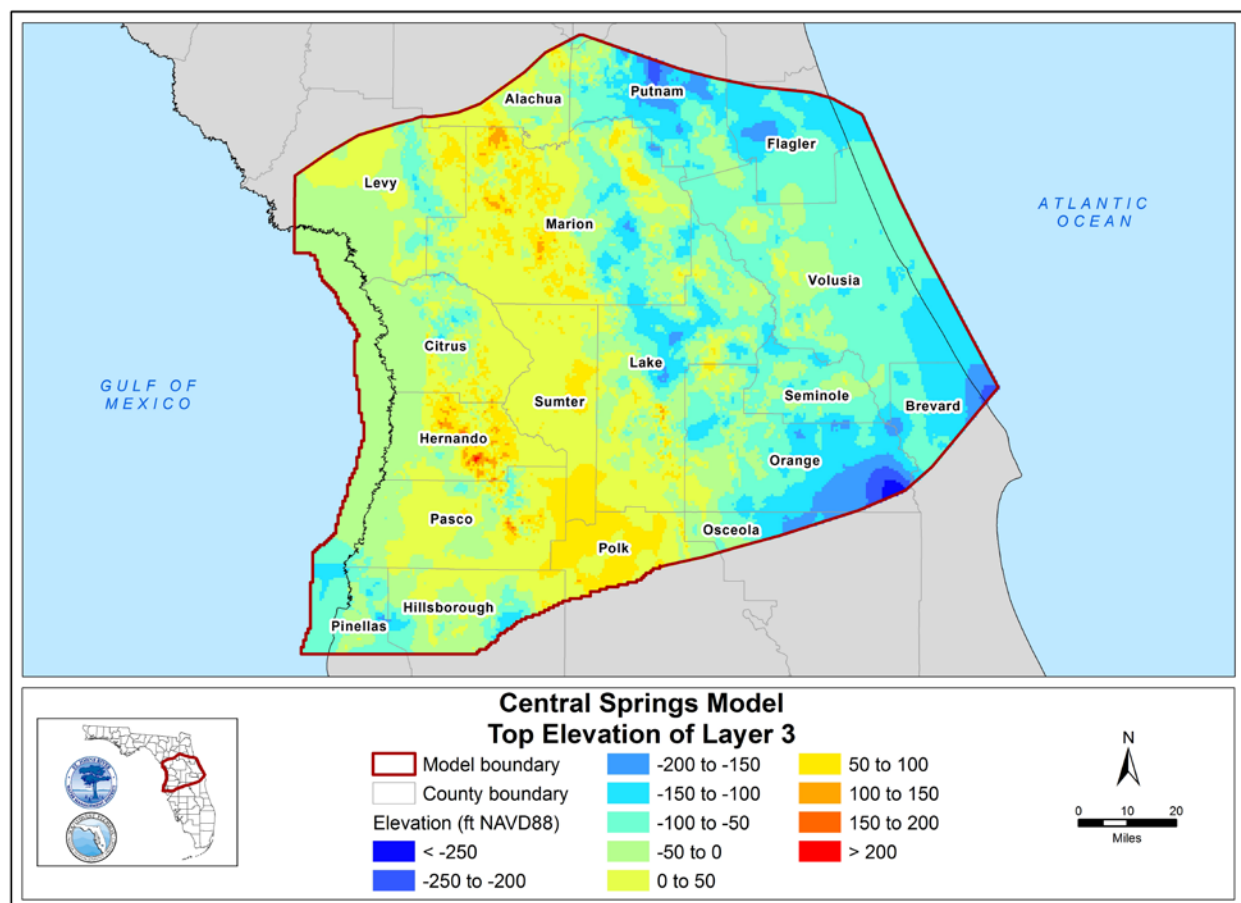 Putnam
Alachua
Flagler
Levy
Marion
ATLANTIC
OCEAN
Volusia
Citrus
Lake
GULF OF
MEXICO
Sumter
Seminole
Brevard
Hernando
Orange
Pasco
Osceola
Polk
Hillsborough
Pinellas
Central Springs Model
Top Elevation of Layer 3
Model boundary
County boundary
Elevation (ft NAVD88)
< -250
-250 to -200
-200 to -150
-150 to -100
-100 to -50
-50 to 0
0 to 50
50 to 100
100 to 150
150 to 200
> 200
N
0 10 20
Miles